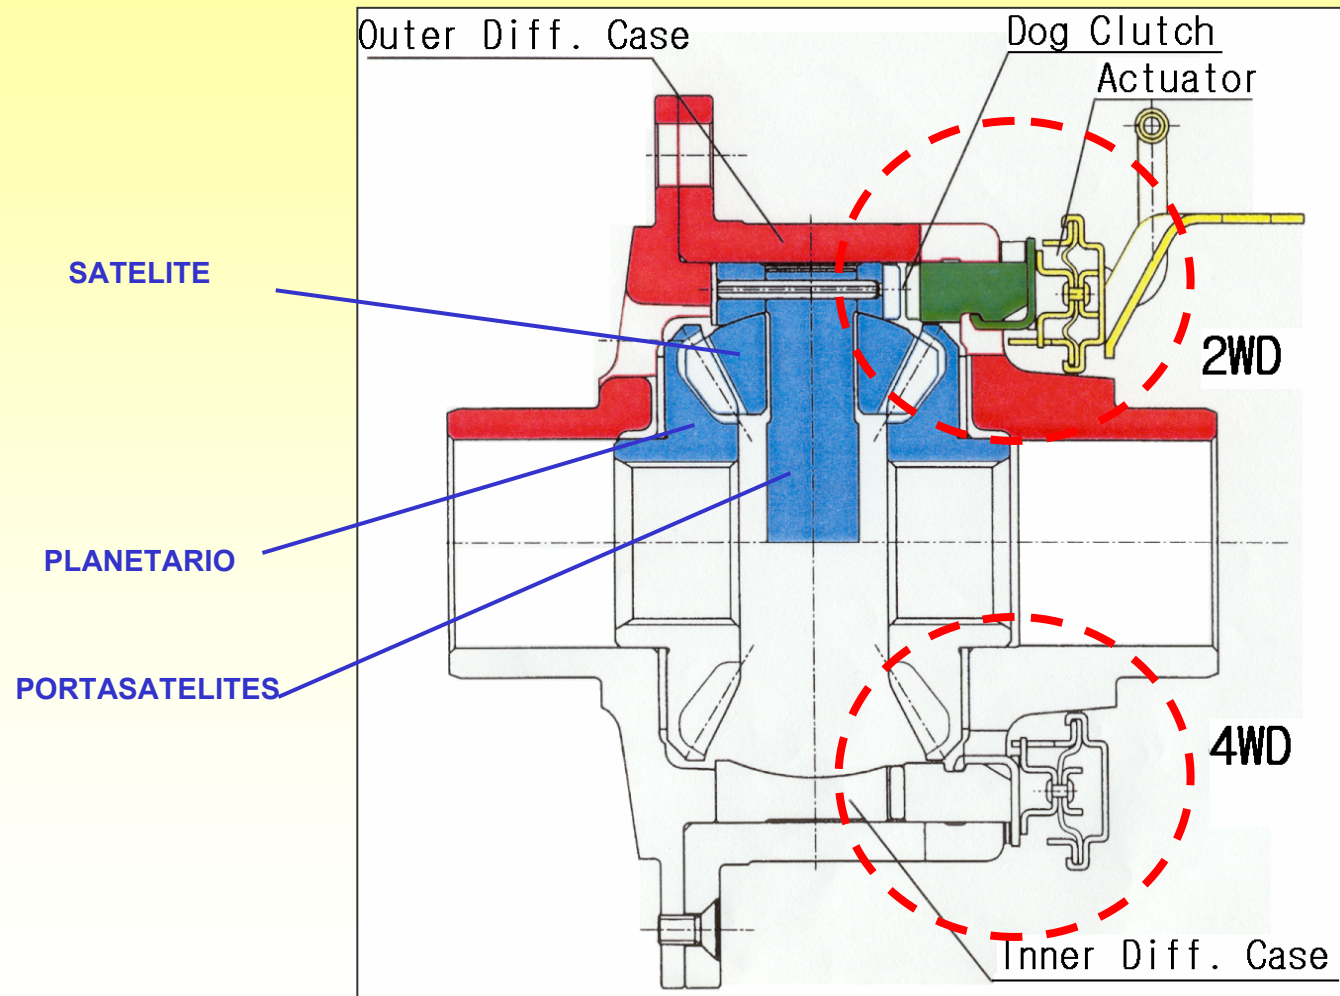 Outer Diff. Case
Dog Clutch
Actuator
SATELITE
2WD
PLANETARIO
PORTASATELITES
4WD
Inner Diff. Case